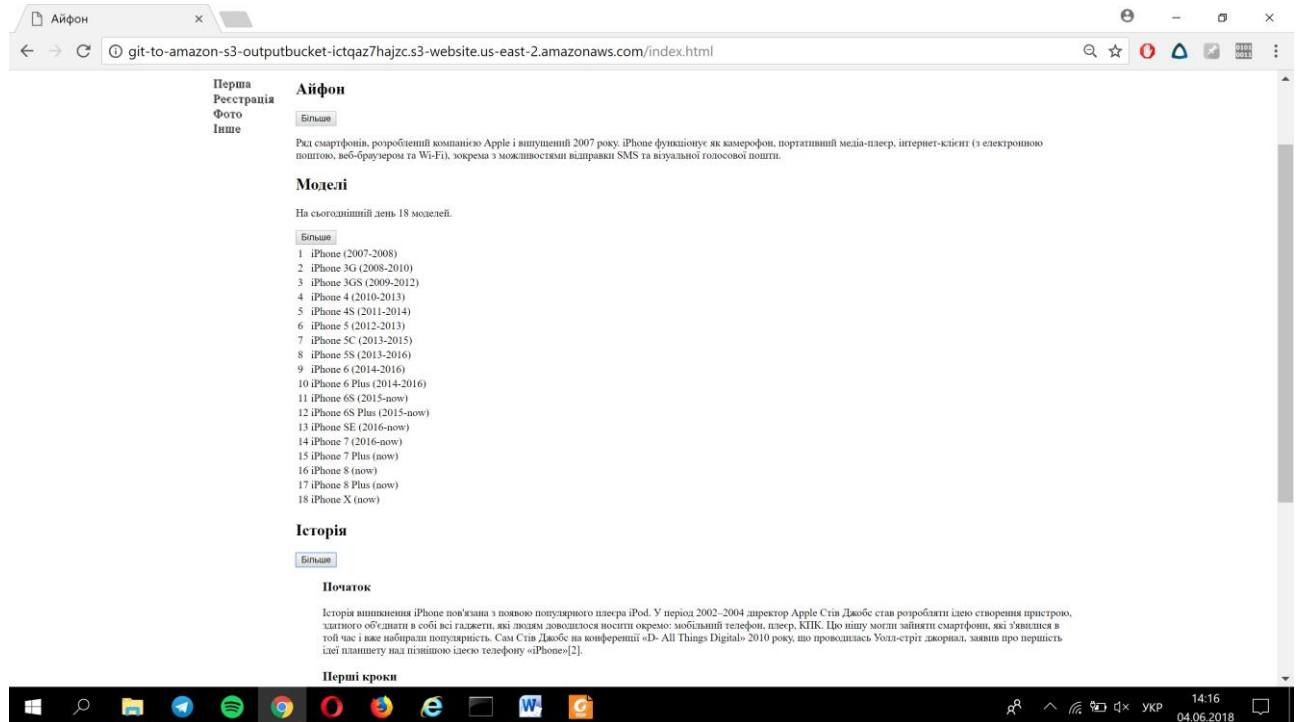 Айфон
git-to-amazon-s3-outputbucket-ictqaz7hajzc.s3-website.us-east-2.amazonaws.com/index.html
Перша
Реєстрація
Фото
Інше
Айфон
Більше
Ряд смартфонів, розроблений компанією Apple і випущений 2007 року. iPhone функціонує як камерофон, портативний медіа-плеєр, інтернет-клієнт (з електронною
поштою, веб-браузером та Wi-Fi), зокрема з можливостями відправки SMS та візуальної голосової пошти.
Моделі
На сьогоднішній день 18 моделей.
Більше
1 iPhone (2007-2008)
2 iPhone 3G (2008-2010)
3 iPhone 3GS (2009-2012)
4 iPhone 4 (2010-2013)
5 iPhone 4S (2011-2014)
6 iPhone 5 (2012-2013)
7 iPhone 5C (2013-2015)
8 iPhone 5S (2013-2016)
9 iPhone 6 (2014-2016)
10 iPhone 6 Plus (2014-2016)
11 iPhone 6S (2015-now)
12 iPhone 6S Plus (2015-now)
13 iPhone SE (2016-now)
14 iPhone 7 (2016-now)
15 iPhone 7 Plus (now)
16 iPhone 8 (now)
17 iPhone 8 Plus (now)
18 iPhone X (now)
Історія
Більше
Початок
Історія виникнення iPhone пов'язана з появою популярного плеєра iPod. У період 2002–2004 директор Apple Стів Джобс став розробляти ідею створення пристрою,
здатного об'єднати в собі всі гаджети, які людям доводилося носити окремо: мобільний телефон, плеєр, КПК. Цю нішу могли зайняти смартфони, які з'явилися в
той час і вже набирали популярність. Сам Стів Джобс на конференції «D- All Things Digital» 2010 року, що проводилась Уолл-стріт джорнал, заявив про першість
ідеї планшету над пізнішою ідеєю телефону «iPhone»[2].
Перші кроки
УКР
14:16
04.06.2018